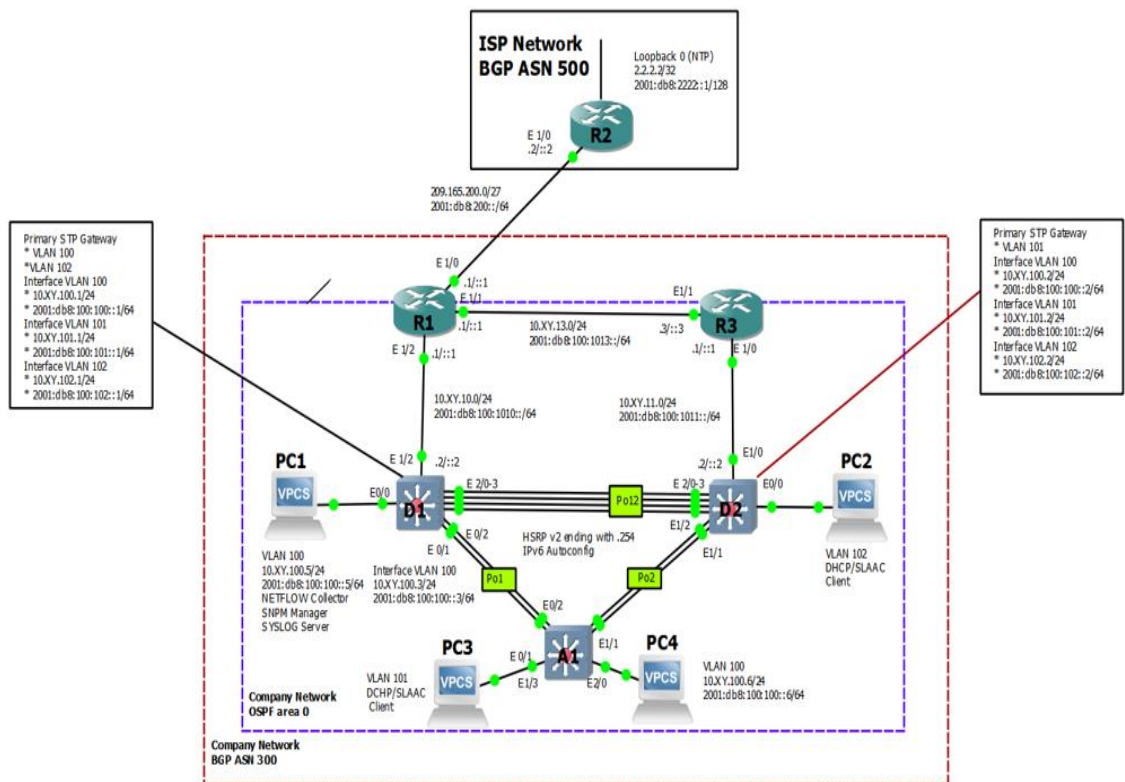 ISP Network
BGP ASN 500
Loopback 0 (NTP)
2.2.2.2/32
2001:db8:2222::1/128
E 1/0
.2/::2
R2
209.165.200.0/27
2001:db8:200::/64
Primary STP Gateway
* VLAN 100
*VLAN 102
Interface VLAN 100
* 10.XY.100.1/24
* 2001:db8:100:100::1/64
Interface VLAN 101
* 10.XY.101.1/24
* 2001:db8:100:101::1/64
Interface VLAN 102
* 10.XY.102.1/24
* 2001:db8:100:102::1/64
Primary STP Gateway
* VLAN 101
Interface VLAN 100
* 10.XY.100.2/24
* 2001:db8:100:100::2/64
Interface VLAN 101
* 10.XY.101.2/24
* 2001:db8:100:101::2/64
Interface VLAN 102
* 10.XY.102.2/24
* 2001:db8:100:102::2/64
E 1/0
.1/::1
E 1/1
R1
.1/::1
E 1/2
.1/::1
10.XY.13.0/24
2001:db8:100:1013::/64
E1/1
.3/::3
R3
.1/::1
E 1/0
10.XY.10.0/24
2001:db8:100:1010::/64
10.XY.11.0/24
2001:db8:100:1011::/64
PC1
VPCS
E0/0
E 1/2
.2/::2
D1
E 2/0-3
Po12
E 2/0-3
.2/::2
E1/0
D2
E0/0
PC2
VPCS
E 0/2
E 0/1
HSRP v2 ending with .254
IPv6 Autoconfig
E1/2
E1/1
VLAN 100
10.XY.100.5/24
2001:db8:100:100::5/64
NETFLOW Collector
SNPM Manager
SYSLOG Server
Interface VLAN 100
10.XY.100.3/24
2001:db8:100:100::3/64
Po1
Po2
VLAN 102
DHCP/SLAAC
Client
E0/2
E1/1
A1
E 0/1
E1/3
E2/0
PC3
VPCS
VLAN 101
DCHP/SLAAC
Client
PC4
VPCS
VLAN 100
10.XY.100.6/24
2001:db8:100:100::6/64
Company Network
OSPF area 0
Company Network
BGP ASN 300